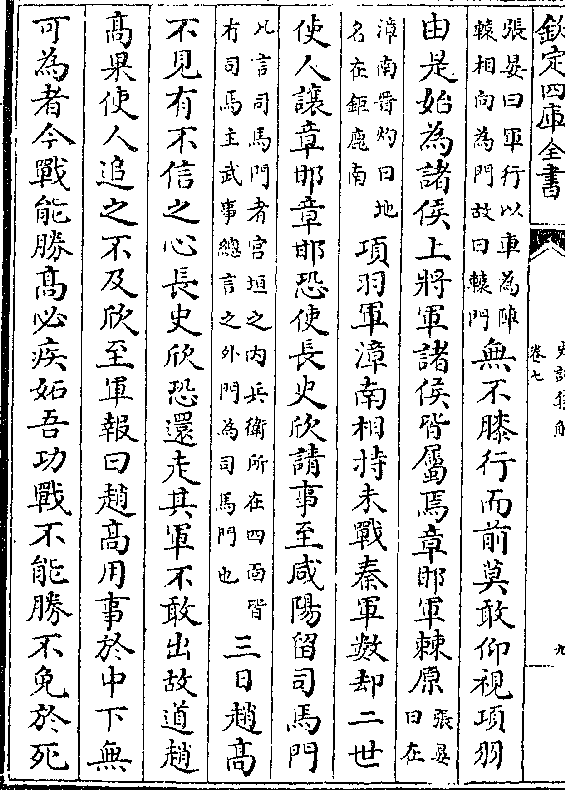 欽定四庫全書
史記集解
卷七
九
張晏曰軍行以車為陣
轅相向為門故曰轅門無不膝行而前莫敢仰視項羽
由是始為諸侯上將軍諸侯皆屬焉章邯軍棘原張晏
曰在
漳南晉灼曰地
名在鉅鹿南項羽軍漳南相持未戰秦軍數却二世
使人讓章邯章邯恐使長史欣請事至咸陽留司馬門
凡言司馬門者宮垣之内兵衛所在四面皆
有司馬主武事總言之外門為司馬門也三日趙高
不見有不信之心長史欣恐還走其軍不敢出故道趙
高果使人追之不及欣至軍報曰趙高用事於中下無
可為者今戰能勝高必疾妬吾功戰不能勝不免於死